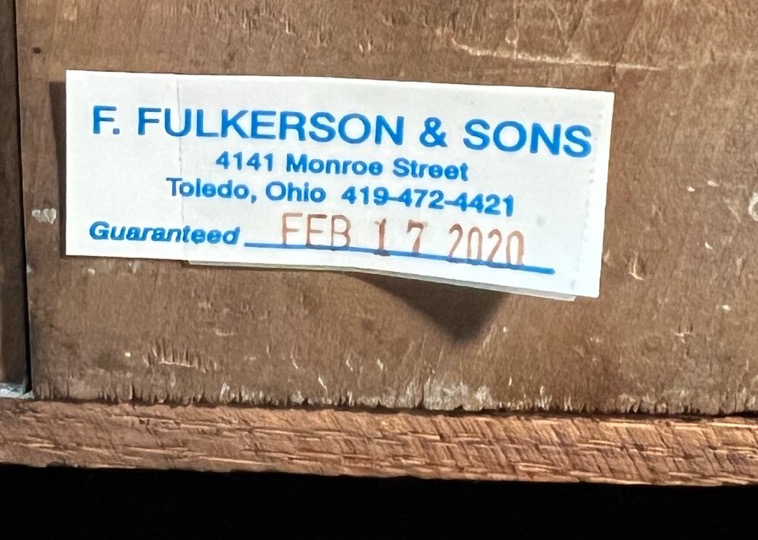 F. FULKERSON & SONS
4141 Monroe Street
Toledo, Ohio 419-472-4421
Guaranteed FEB 17 2020